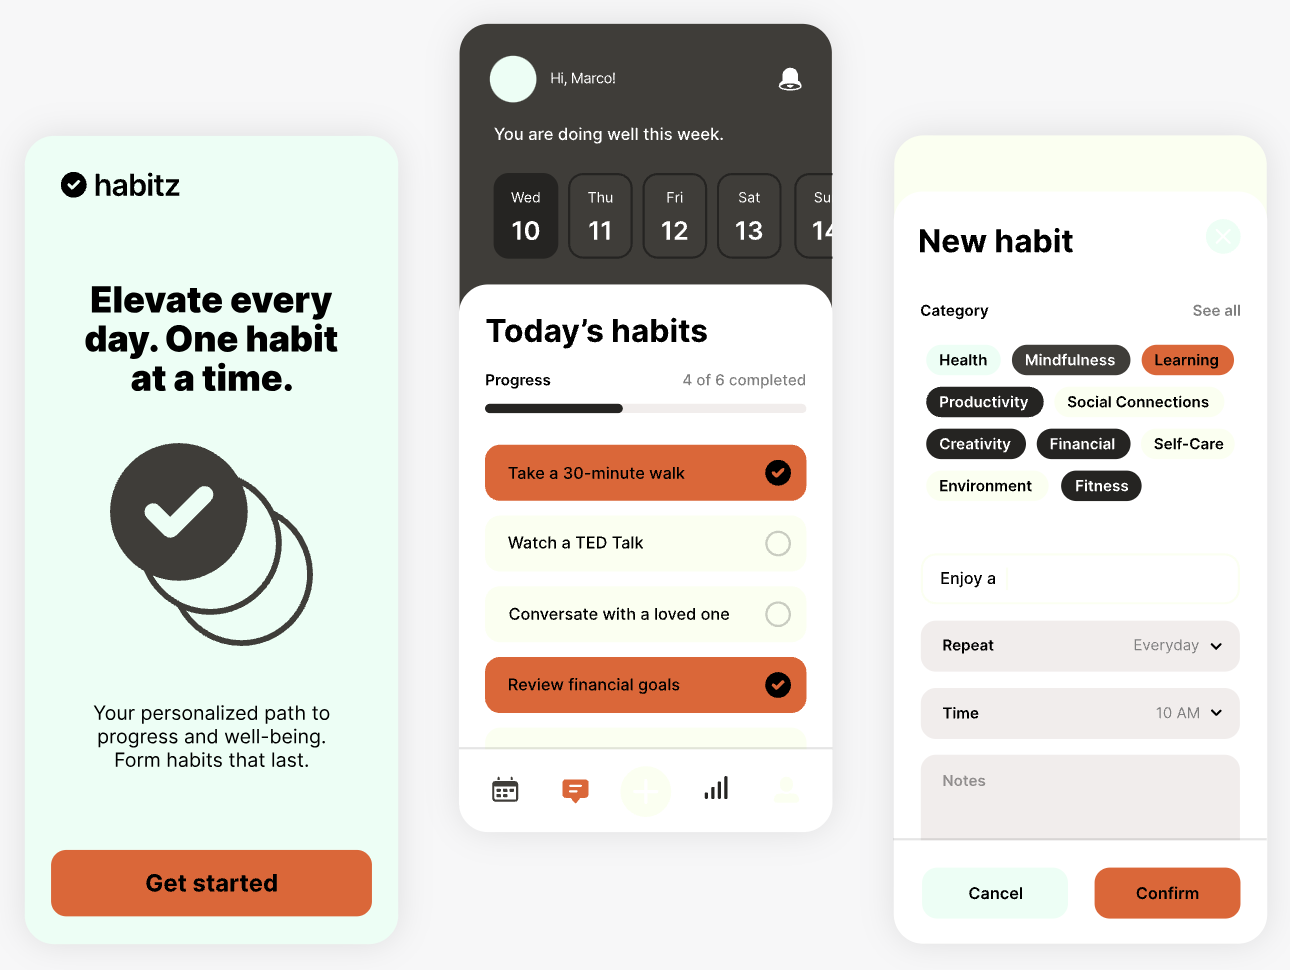 habitz
Elevate every
day. One habit
at a time.
Your personalized path to
progress and well-being.
Form habits that last.
Get started
Hi, Marco!
You are doing well this week.
Wed Thu Fri Sat Su
10 11 12 13 14
Today’s habits
Progress 4 of 6 completed
Take a 30-minute walk
Watch a TED Talk
Conversate with a loved one
Review financial goals
New habit
Category See all
Health Mindfulness Learning
Productivity Social Connections
Creativity Financial Self-Care
Environment Fitness
Enjoy a
Repeat Everyday
Time 10 AM
Notes
Cancel Confirm